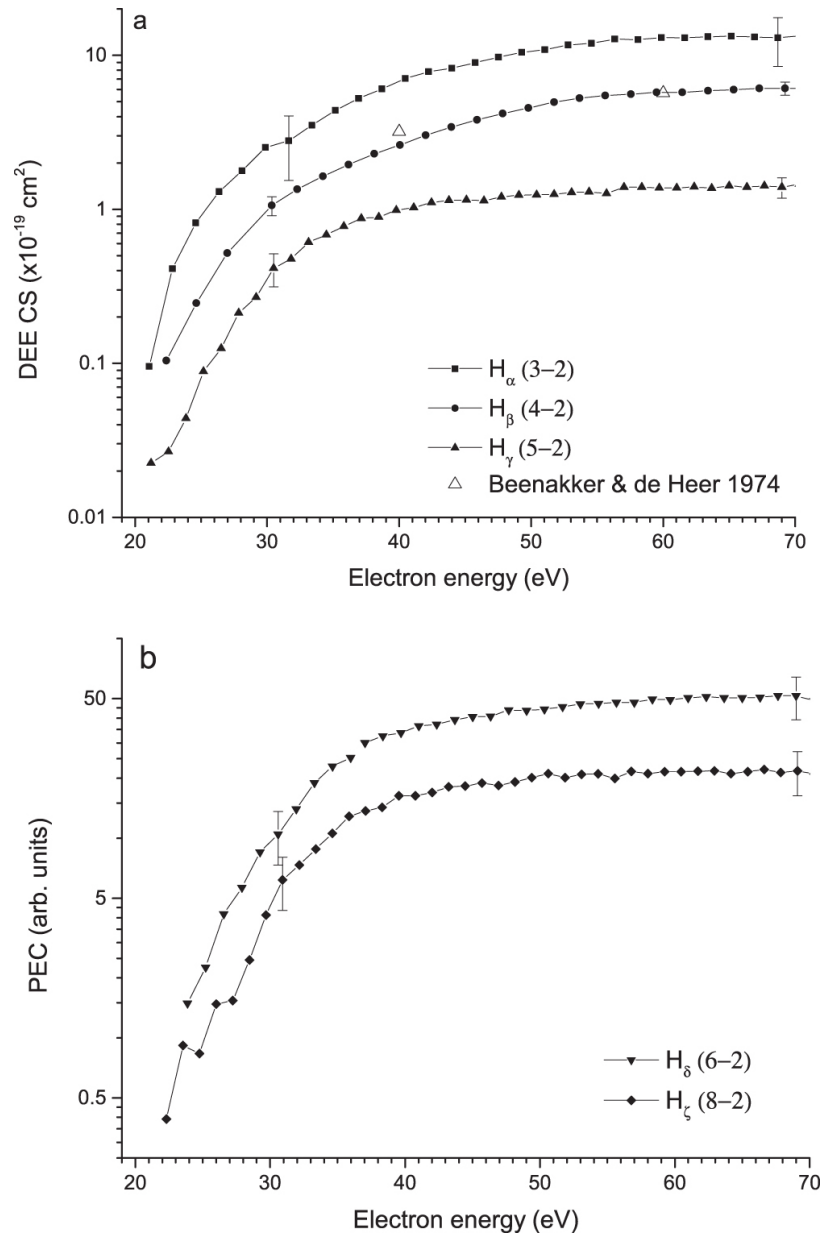 a
10
1
0.1
0.01
DEE CS (x10⁻¹⁹ cm²)
Hα (3–2)
Hβ (4–2)
Hγ (5–2)
Beenakker & de Heer 1974
20 30 40 50 60 70
Electron energy (eV)
b
50
5
0.5
PEC (arb. units)
Hδ (6–2)
Hζ (8–2)
20 30 40 50 60 70
Electron energy (eV)